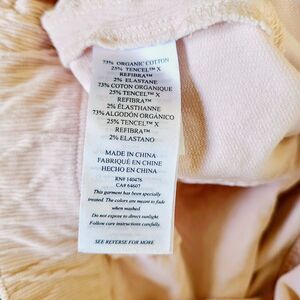 73% ORGANIC COTTON
25% TENCEL™ X
REFIBRA™
2% ELASTANE
73% COTON ORGANIQUE
25% TENCEL™ X
REFIBRA™
2% ÉLASTHANNE
73% ALGODÓN ORGÁNICO
25% TENCEL™ X
REFIBRA™
2% ELASTANO
MADE IN CHINA
FABRIQUÉ EN CHINE
HECHO EN CHINA
RN# 140476
CA# 64607
This garment has been specially
treated. The colors are meant to fade
when washed.
Do not expose to direct sunlight.
Follow care instructions carefully.
SEE REVERSE FOR MORE